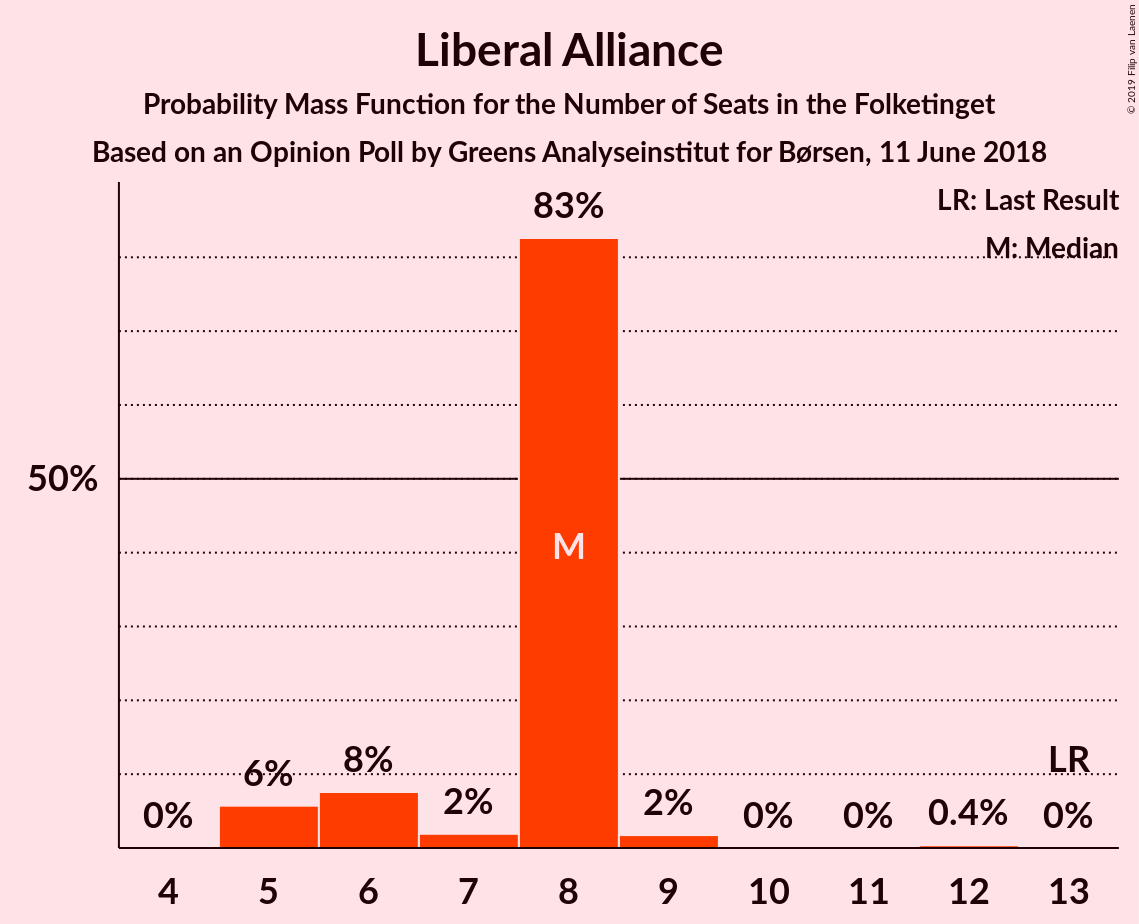 Liberal Alliance
Probability Mass Function for the Number of Seats in the Folketinget
Based on an Opinion Poll by Greens Analyseinstitut for Børsen, 11 June 2018
© 2019 Filip van Laenen
LR: Last Result
M: Median
83%
50%
M
0%
6%
8%
2%
2%
0%
0%
0.4%
LR
0%
4 5 6 7 8 9 10 11 12 13